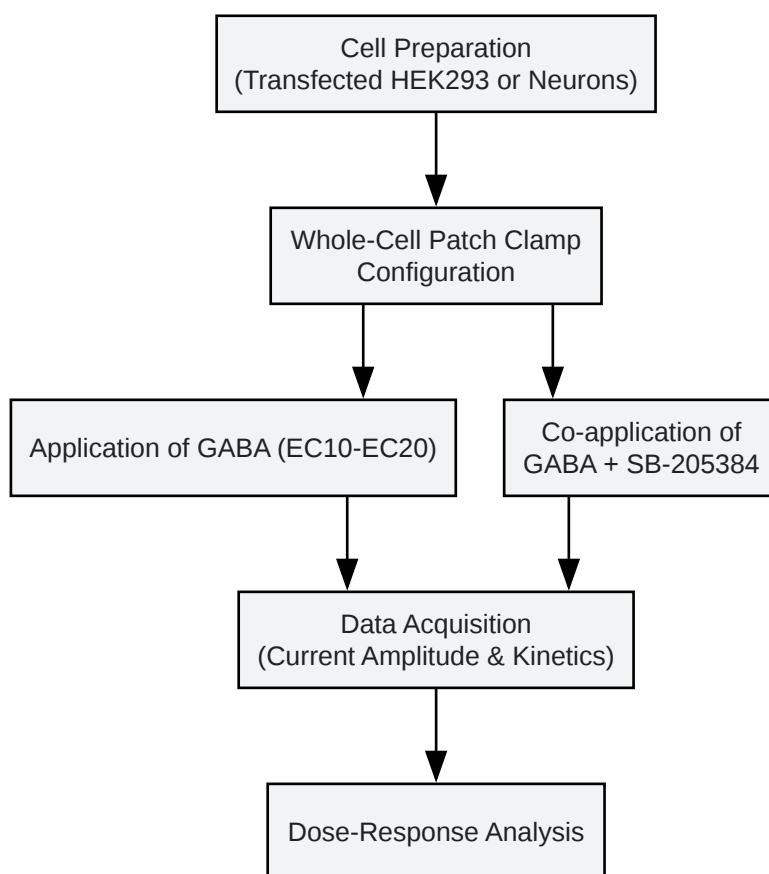 Cell Preparation
(Transfected HEK293 or Neurons)
Whole-Cell Patch Clamp
Configuration
Application of GABA (EC10-EC20)
Co-application of
GABA + SB-205384
Data Acquisition
(Current Amplitude & Kinetics)
Dose-Response Analysis